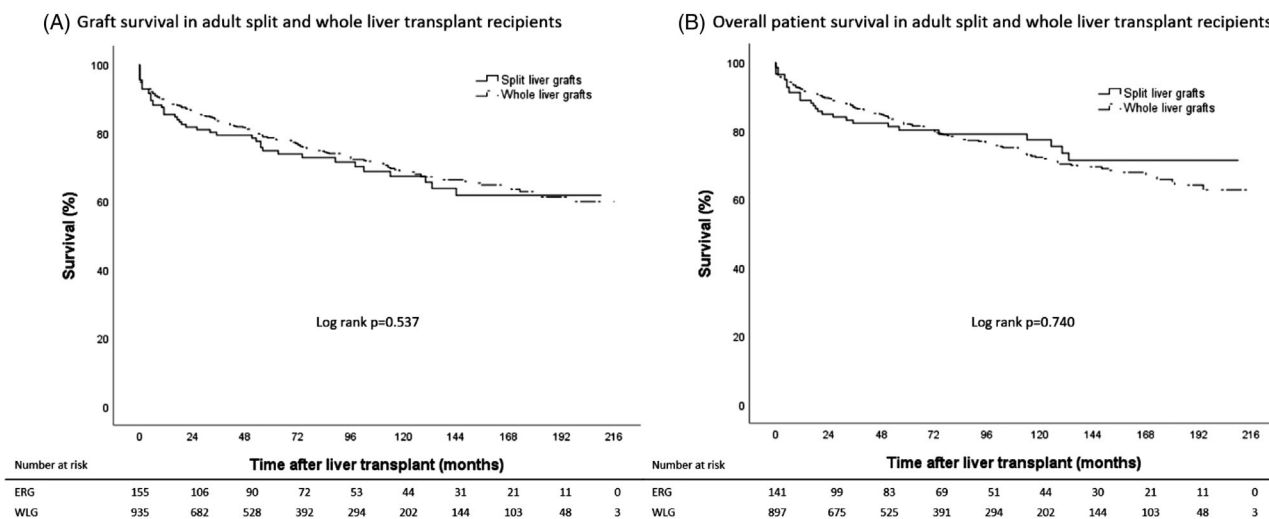 (A) Graft survival in adult split and whole liver transplant recipients
100
80
60
40
20
0
Survival (%)
Split liver grafts
Whole liver grafts
Log rank p=0.537
0 24 48 72 96 120 144 168 192 216
Number at risk
Time after liver transplant (months)
ERG 155 106 90 72 53 44 31 21 11 0
WLG 935 682 528 392 294 202 144 103 48 3
(B) Overall patient survival in adult split and whole liver transplant recipients
100
80
60
40
20
0
Survival (%)
Split liver grafts
Whole liver grafts
Log rank p=0.740
0 24 48 72 96 120 144 168 192 216
Number at risk
Time after liver transplant (months)
ERG 141 99 83 69 51 44 30 21 11 0
WLG 897 675 525 391 294 202 144 103 48 3